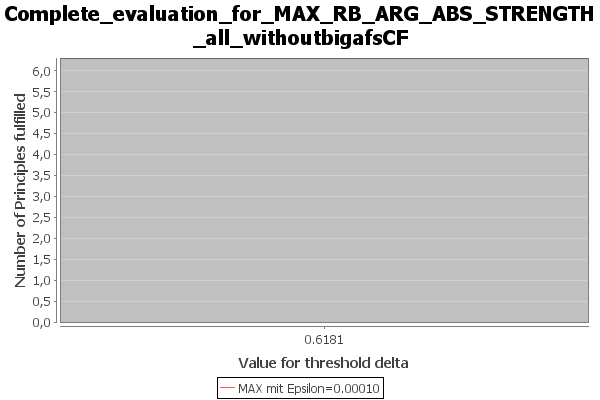 Complete_evaluation_for_MAX_RB_ARG_ABS_STRENGTH
_all_withoutbigafsCF
Number of Principles fulfilled
6,0
5,5
5,0
4,5
4,0
3,5
3,0
2,5
2,0
1,5
1,0
0,5
0,0
0.6181
Value for threshold delta
MAX mit Epsilon=0.00010